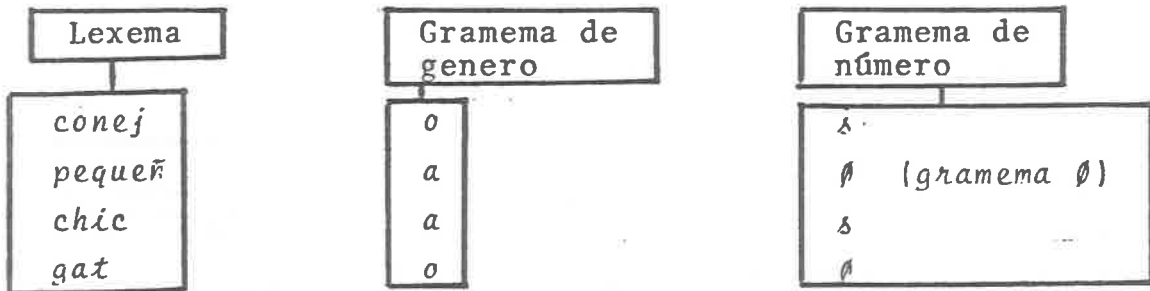 Lexema
Gramema de
genero
Gramema de
número
conej o s
pequeñ a ∅ (gramema ∅)
chic a s
gat o ∅